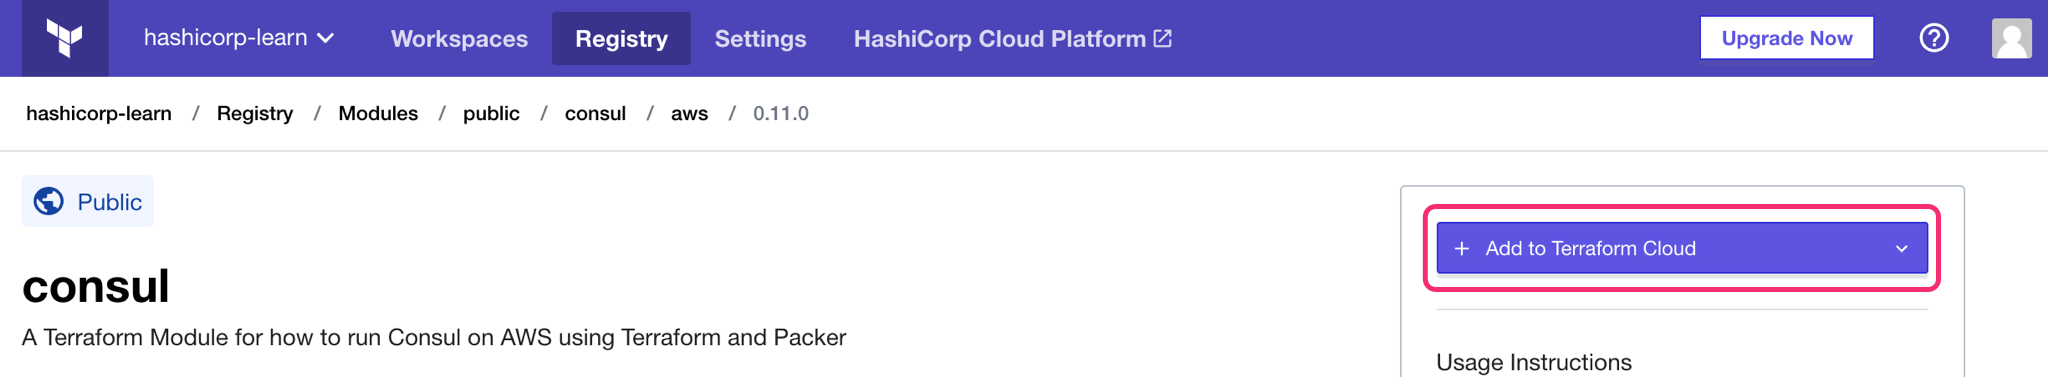 hashicorp-learn Workspaces Registry Settings HashiCorp Cloud Platform Upgrade Now
hashicorp-learn / Registry / Modules / public / consul / aws / 0.11.0
Public
+ Add to Terraform Cloud
consul
A Terraform Module for how to run Consul on AWS using Terraform and Packer
Usage Instructions